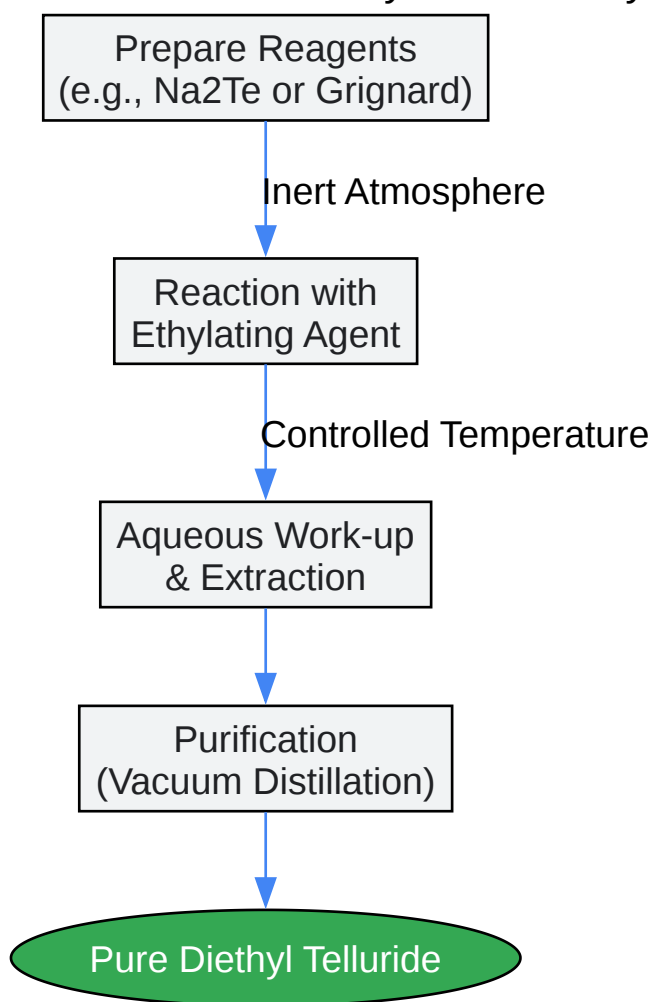 Prepare Reagents
(e.g., Na2Te or Grignard)
Inert Atmosphere
Reaction with
Ethylating Agent
Controlled Temperature
Aqueous Work-up
& Extraction
Purification
(Vacuum Distillation)
Pure Diethyl Telluride